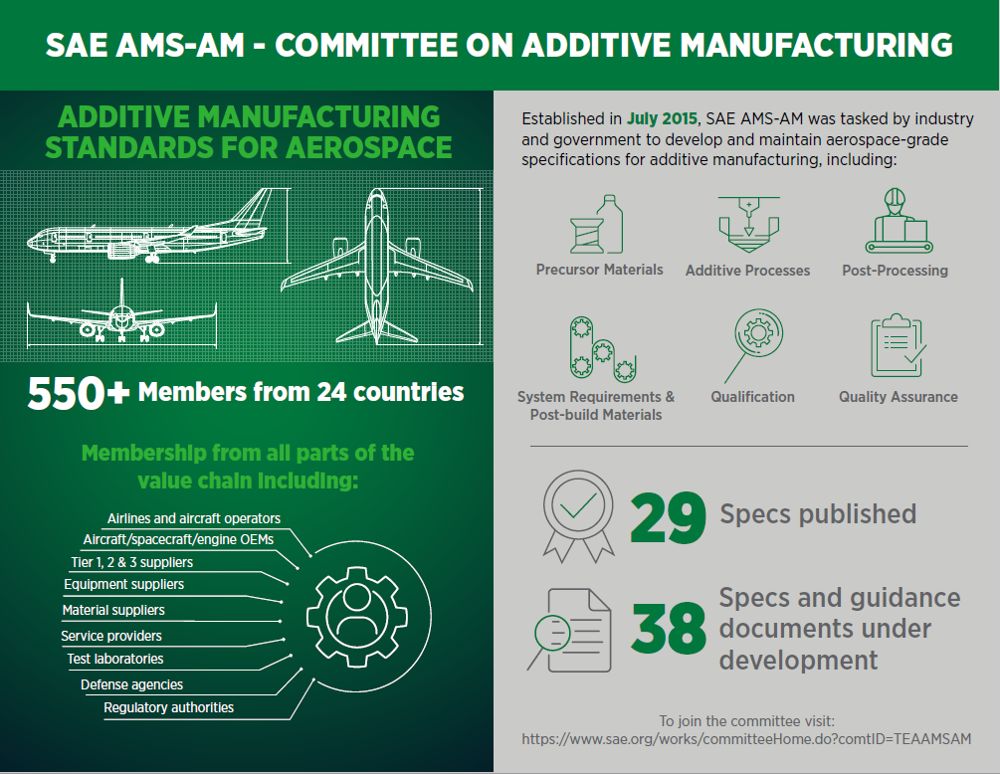 SAE AMS-AM - COMMITTEE ON ADDITIVE MANUFACTURING
ADDITIVE MANUFACTURING
STANDARDS FOR AEROSPACE
550+ Members from 24 countries
Membership from all parts of the
value chain including:
Airlines and aircraft operators
Aircraft/spacecraft/engine OEMs
Tier 1, 2 & 3 suppliers
Equipment suppliers
Material suppliers
Service providers
Test laboratories
Defense agencies
Regulatory authorities
Established in July 2015, SAE AMS-AM was tasked by industry
and government to develop and maintain aerospace-grade
specifications for additive manufacturing, including:
Precursor Materials
Additive Processes
Post-Processing
System Requirements &
Post-build Materials
Qualification
Quality Assurance
29 Specs published
38 Specs and guidance
documents under
development
To join the committee visit:
https://www.sae.org/works/committeeHome.do?comtID=TEAAMSAM